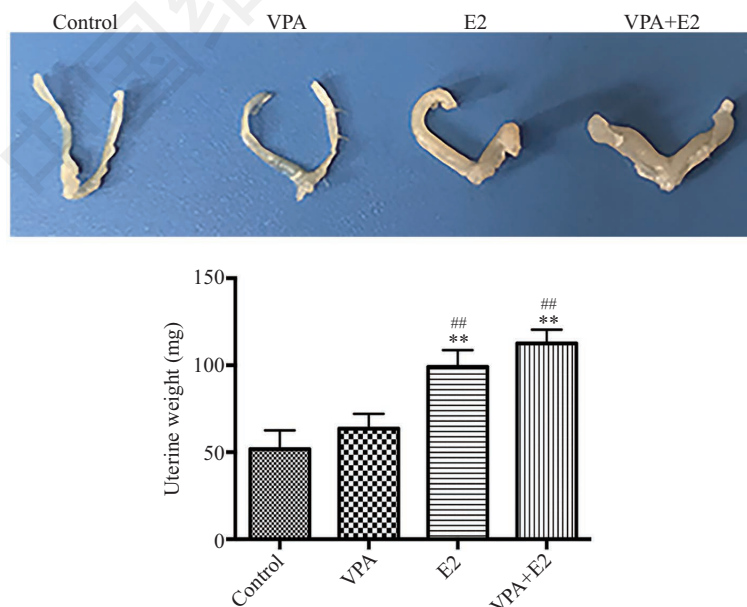 Control VPA E2 VPA+E2
150
100
50
0
Uterine weight (mg)
##
**
##
**
Control
VPA
E2
VPA+E2